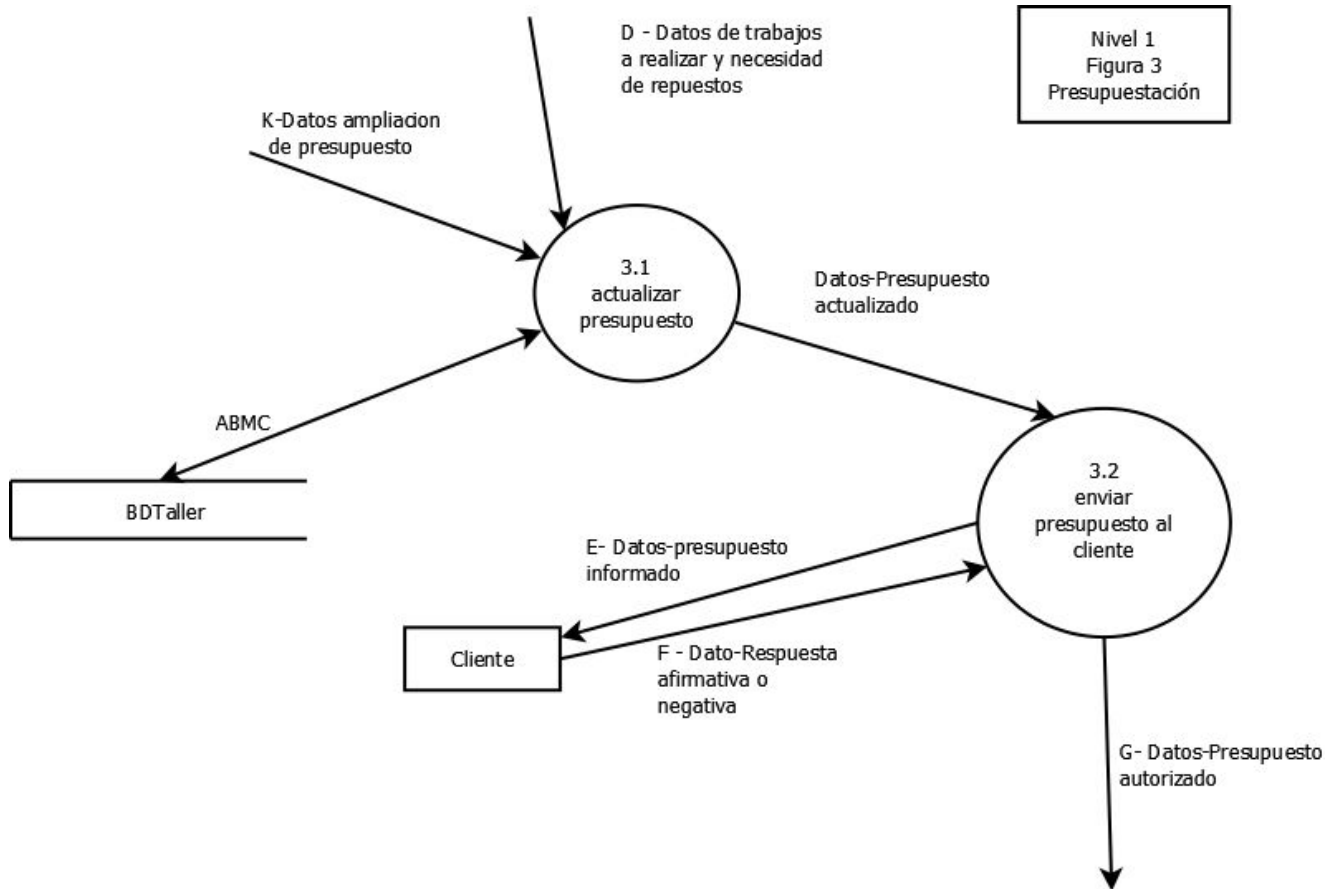 D - Datos de trabajos
a realizar y necesidad
de repuestos
Nivel 1
Figura 3
Presupuestación
K-Datos ampliacion
de presupuesto
3.1
actualizar
presupuesto
Datos-Presupuesto
actualizado
ABMC
BDTaller
3.2
enviar
presupuesto al
cliente
E- Datos-presupuesto
informado
Cliente
F - Dato-Respuesta
afirmativa o
negativa
G- Datos-Presupuesto
autorizado